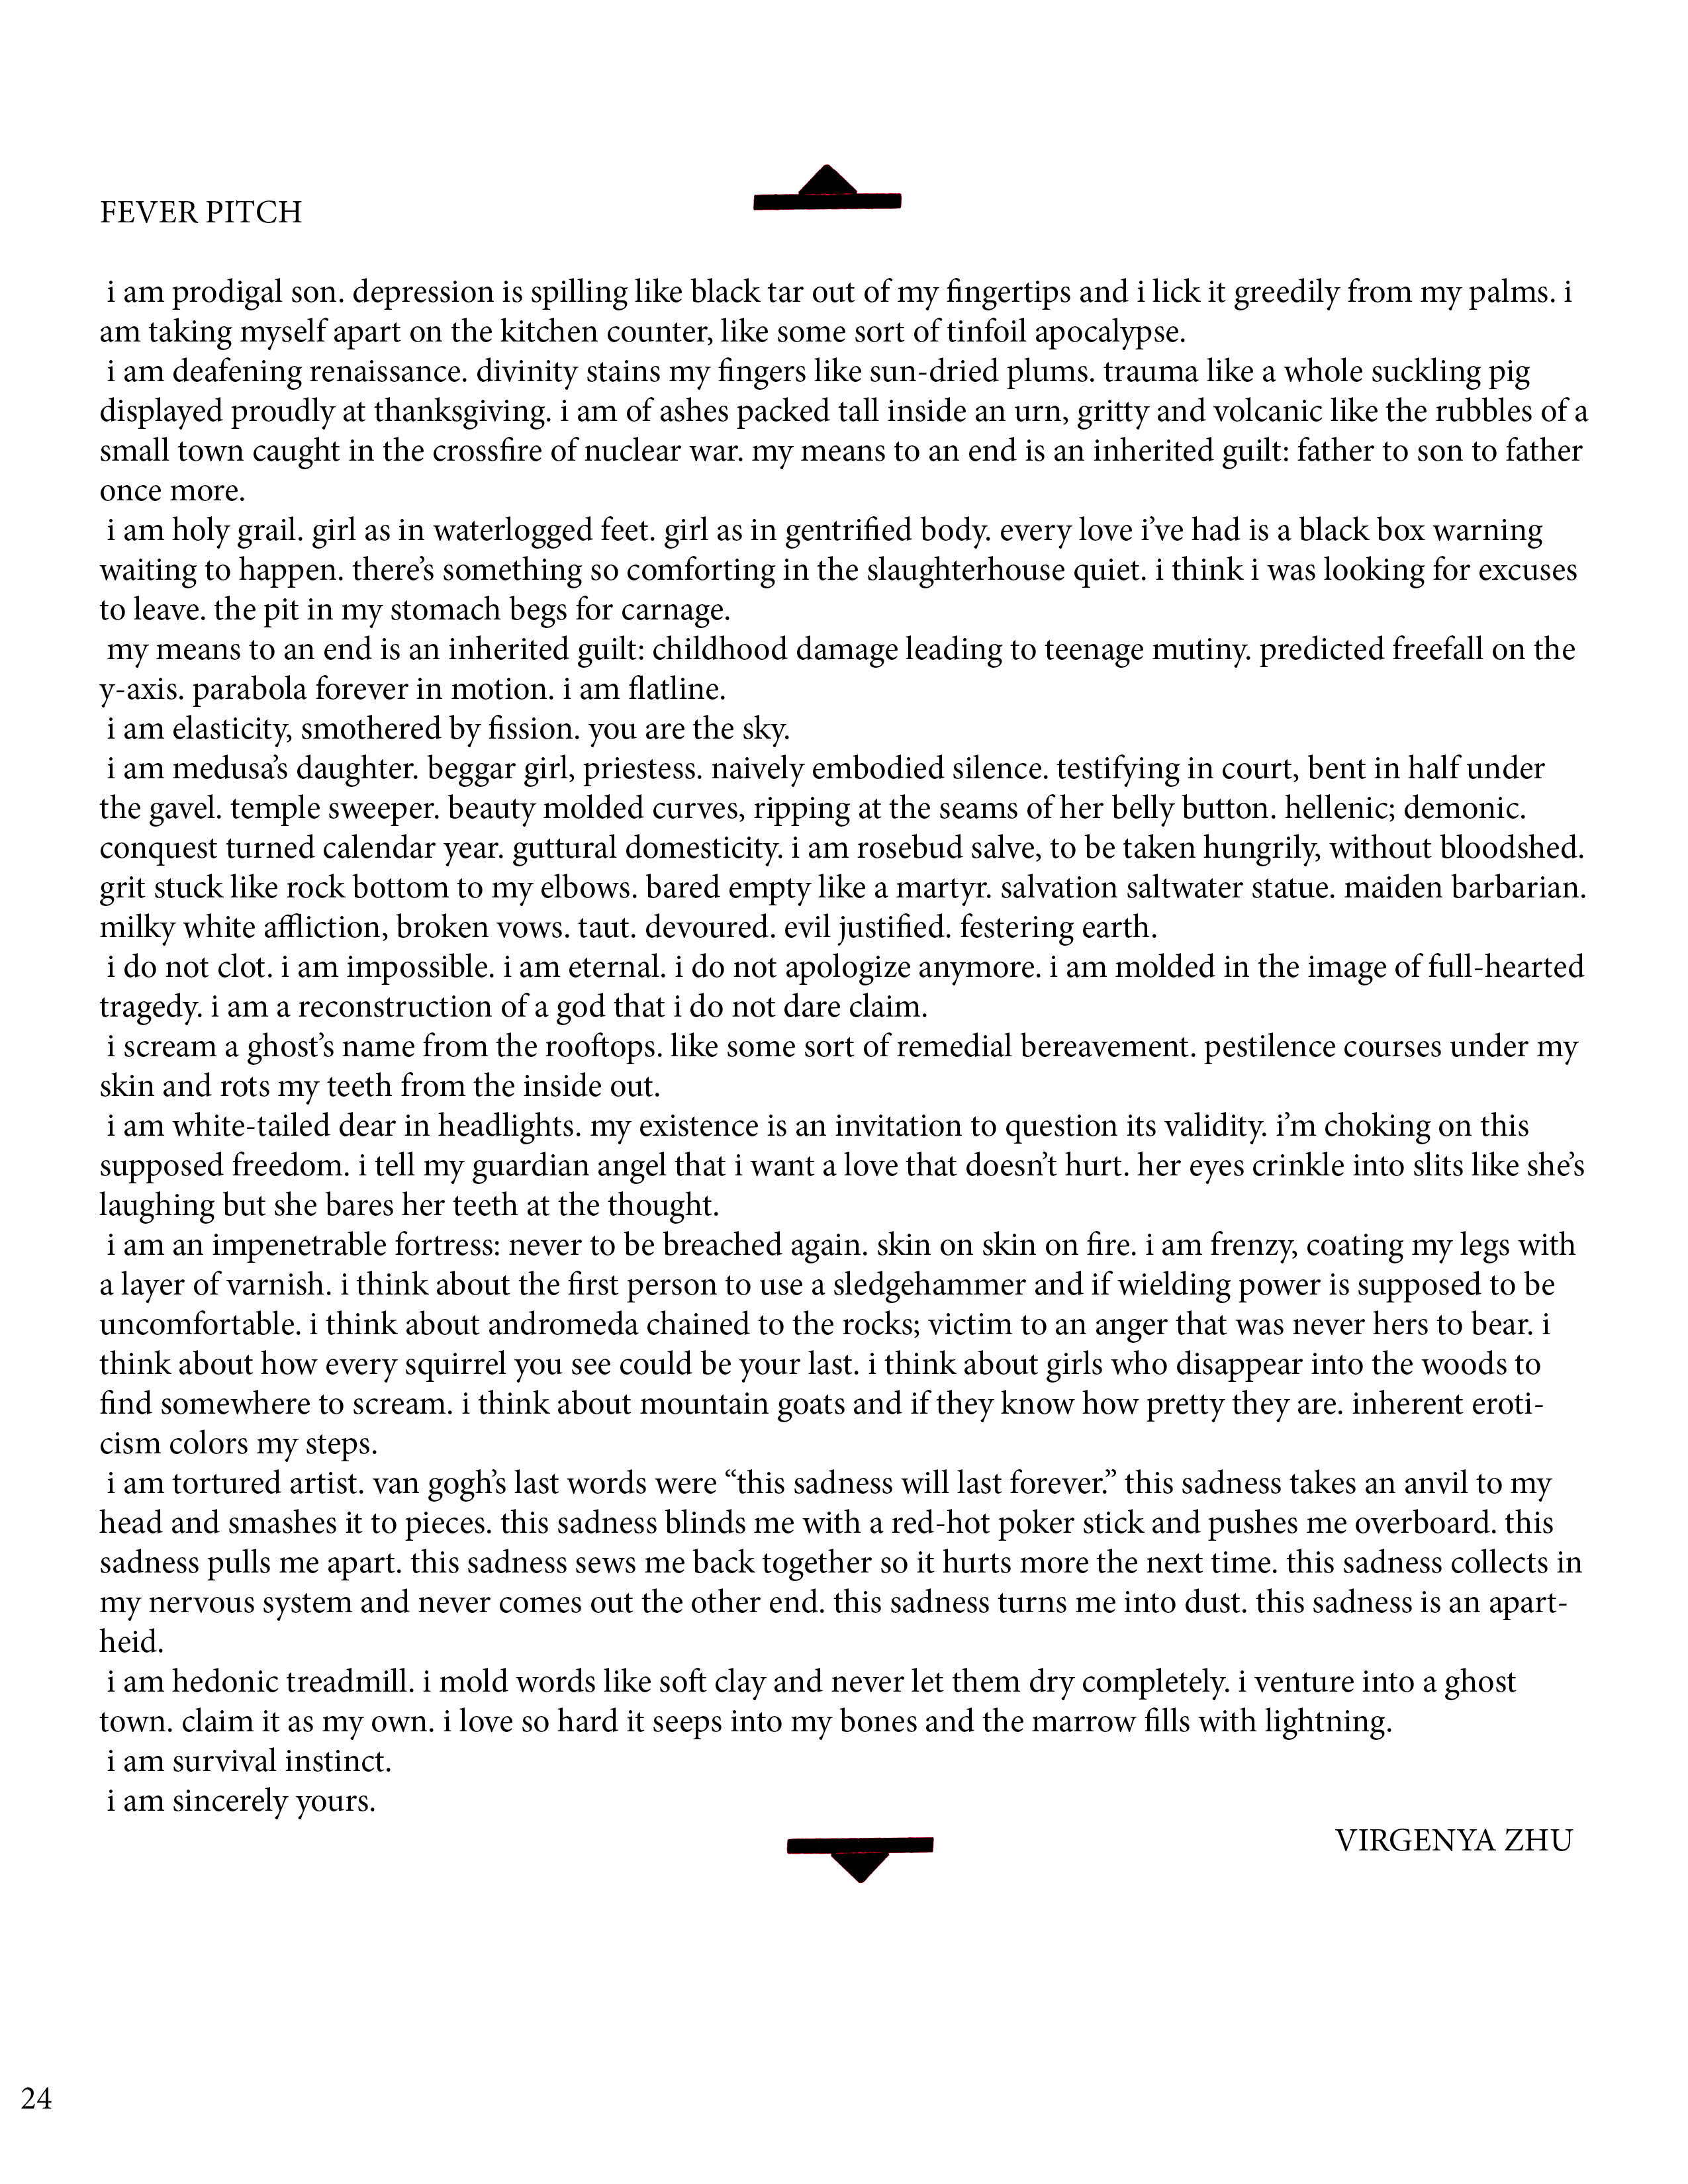 FEVER PITCH
i am prodigal son. depression is spilling like black tar out of my fingertips and i lick it greedily from my palms. i
am taking myself apart on the kitchen counter, like some sort of tinfoil apocalypse.
i am deafening renaissance. divinity stains my fingers like sun-dried plums. trauma like a whole suckling pig
displayed proudly at thanksgiving. i am of ashes packed tall inside an urn, gritty and volcanic like the rubbles of a
small town caught in the crossfire of nuclear war. my means to an end is an inherited guilt: father to son to father
once more.
i am holy grail. girl as in waterlogged feet. girl as in gentrified body. every love i’ve had is a black box warning
waiting to happen. there’s something so comforting in the slaughterhouse quiet. i think i was looking for excuses
to leave. the pit in my stomach begs for carnage.
my means to an end is an inherited guilt: childhood damage leading to teenage mutiny. predicted freefall on the
y-axis. parabola forever in motion. i am flatline.
i am elasticity, smothered by fission. you are the sky.
i am medusa’s daughter. beggar girl, priestess. naively embodied silence. testifying in court, bent in half under
the gavel. temple sweeper. beauty molded curves, ripping at the seams of her belly button. hellenic; demonic.
conquest turned calendar year. guttural domesticity. i am rosebud salve, to be taken hungrily, without bloodshed.
grit stuck like rock bottom to my elbows. bared empty like a martyr. salvation saltwater statue. maiden barbarian.
milky white affliction, broken vows. taut. devoured. evil justified. festering earth.
i do not clot. i am impossible. i am eternal. i do not apologize anymore. i am molded in the image of full-hearted
tragedy. i am a reconstruction of a god that i do not dare claim.
i scream a ghost’s name from the rooftops. like some sort of remedial bereavement. pestilence courses under my
skin and rots my teeth from the inside out.
i am white-tailed dear in headlights. my existence is an invitation to question its validity. i’m choking on this
supposed freedom. i tell my guardian angel that i want a love that doesn’t hurt. her eyes crinkle into slits like she’s
laughing but she bares her teeth at the thought.
i am an impenetrable fortress: never to be breached again. skin on skin on fire. i am frenzy, coating my legs with
a layer of varnish. i think about the first person to use a sledgehammer and if wielding power is supposed to be
uncomfortable. i think about andromeda chained to the rocks; victim to an anger that was never hers to bear. i
think about how every squirrel you see could be your last. i think about girls who disappear into the woods to
find somewhere to scream. i think about mountain goats and if they know how pretty they are. inherent eroti-
cism colors my steps.
i am tortured artist. van gogh’s last words were “this sadness will last forever.” this sadness takes an anvil to my
head and smashes it to pieces. this sadness blinds me with a red-hot poker stick and pushes me overboard. this
sadness pulls me apart. this sadness sews me back together so it hurts more the next time. this sadness collects in
my nervous system and never comes out the other end. this sadness turns me into dust. this sadness is an apart-
heid.
i am hedonic treadmill. i mold words like soft clay and never let them dry completely. i venture into a ghost
town. claim it as my own. i love so hard it seeps into my bones and the marrow fills with lightning.
i am survival instinct.
i am sincerely yours.
VIRGENYA ZHU
24